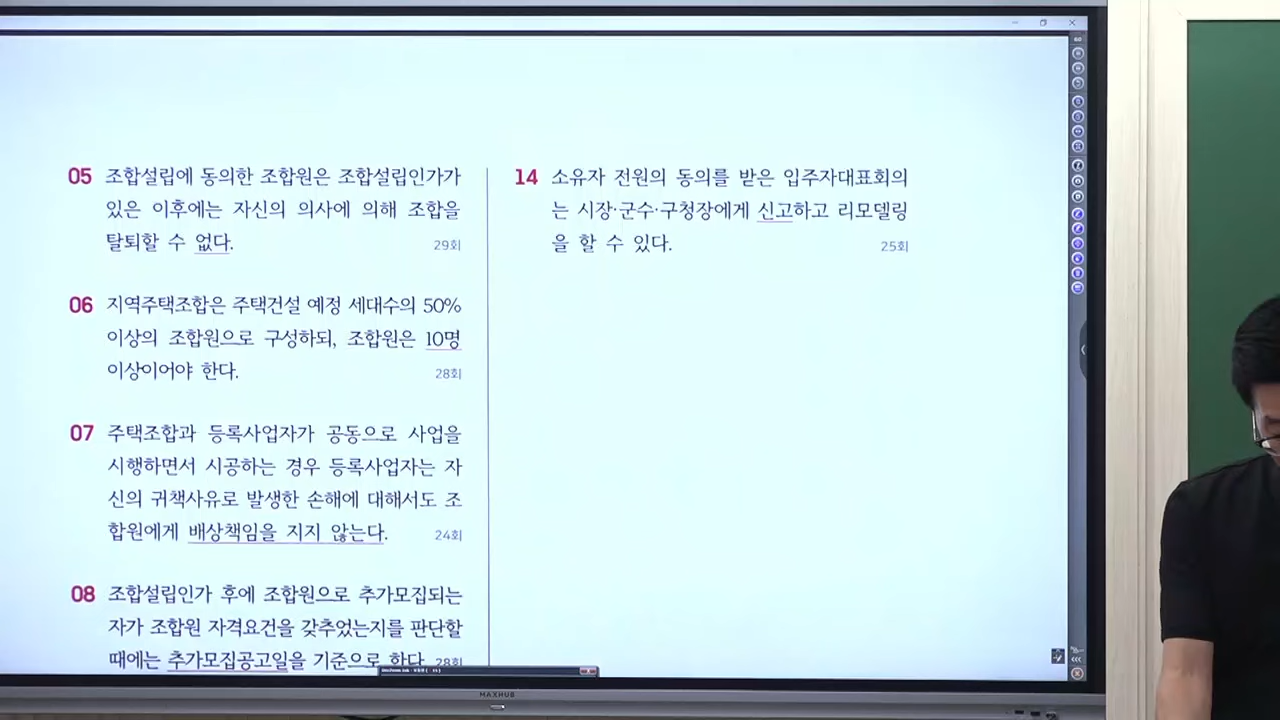 05 조합설립에 동의한 조합원은 조합설립인가가
있은 이후에는 자신의 의사에 의해 조합을
탈퇴할 수 없다. 29회
06 지역주택조합은 주택건설 예정 세대수의 50%
이상의 조합원으로 구성하되, 조합원은 10명
이상이어야 한다. 28회
07 주택조합과 등록사업자가 공동으로 사업을
시행하면서 시공하는 경우 등록사업자는 자
신의 귀책사유로 발생한 손해에 대해서도 조
합원에게 배상책임을 지지 않는다. 24회
08 조합설립인가 후에 조합원으로 추가모집되는
자가 조합원 자격요건을 갖추었는지를 판단할
때에는 추가모집공고일을 기준으로 한다. 28회
14 소유자 전원의 동의를 받은 입주자대표회의
는 시장·군수·구청장에게 신고하고 리모델링
을 할 수 있다. 25회
MAXHUB